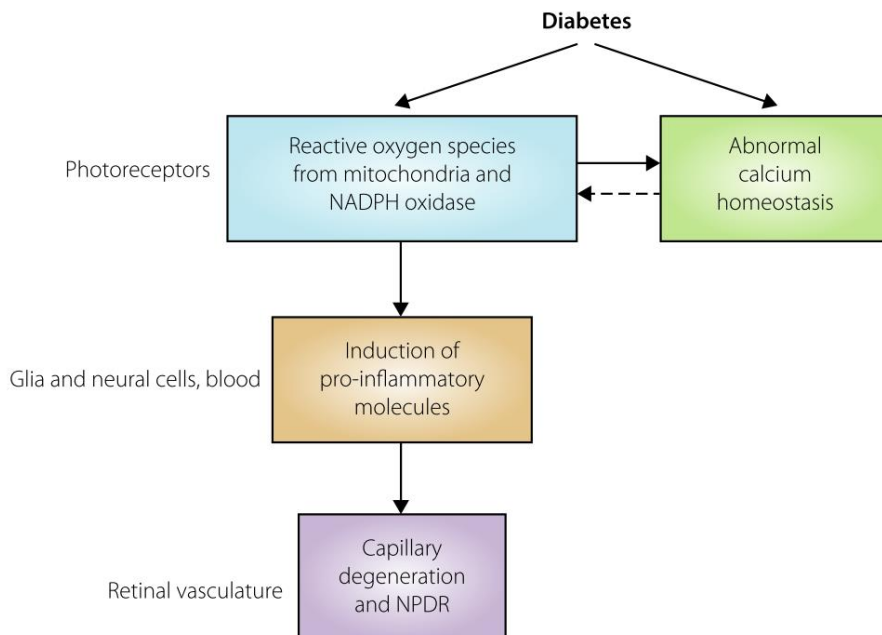 Diabetes
Photoreceptors
Reactive oxygen species
from mitochondria and
NADPH oxidase
Abnormal
calcium
homeostasis
Glia and neural cells, blood
Induction of
pro-inflammatory
molecules
Retinal vasculature
Capillary
degeneration
and NPDR